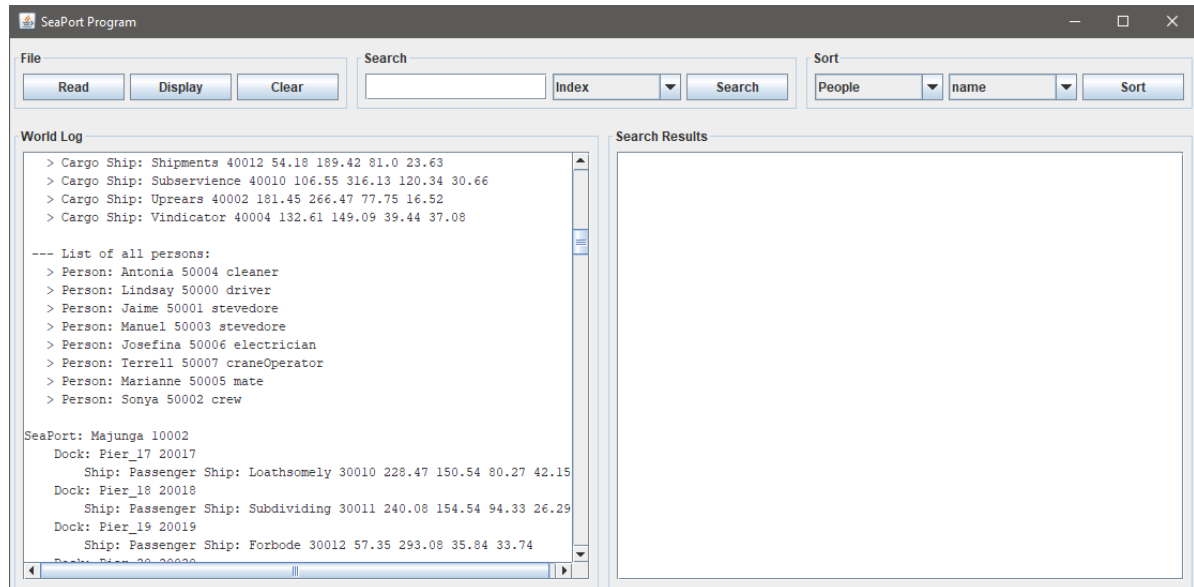 SeaPort Program
File
Read Display Clear
Search
Index Search
Sort
People name Sort
World Log
> Cargo Ship: Shipments 40012 54.18 189.42 81.0 23.63
> Cargo Ship: Subservience 40010 106.55 316.13 120.34 30.66
> Cargo Ship: Uprears 40002 181.45 266.47 77.75 16.52
> Cargo Ship: Vindicator 40004 132.61 149.09 39.44 37.08
--- List of all persons:
> Person: Antonia 50004 cleaner
> Person: Lindsay 50000 driver
> Person: Jaime 50001 stevedore
> Person: Manuel 50003 stevedore
> Person: Josefina 50006 electrician
> Person: Terrell 50007 craneOperator
> Person: Marianne 50005 mate
> Person: Sonya 50002 crew
SeaPort: Majunga 10002
Dock: Pier_17 20017
Ship: Passenger Ship: Loathsomely 30010 228.47 150.54 80.27 42.15
Dock: Pier_18 20018
Ship: Passenger Ship: Subdividing 30011 240.08 154.54 94.33 26.29
Dock: Pier_19 20019
Ship: Passenger Ship: Forbode 30012 57.35 293.08 35.84 33.74
Search Results